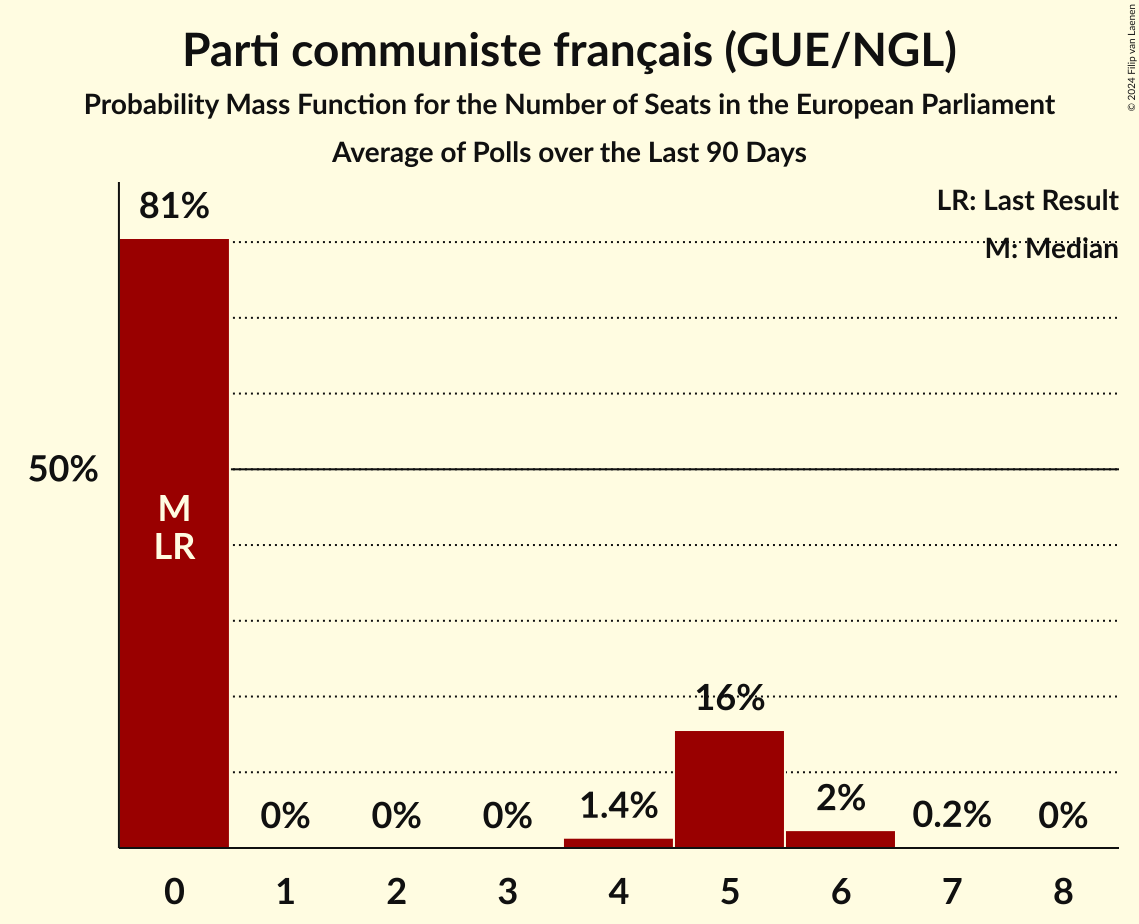 Parti communiste français (GUE/NGL)
Probability Mass Function for the Number of Seats in the European Parliament
Average of Polls over the Last 90 Days
© 2024 Filip van Laenen
LR: Last Result
M: Median
81%
50%
M
LR
0%
0%
0%
1.4%
16%
2%
0.2%
0%
0
1
2
3
4
5
6
7
8